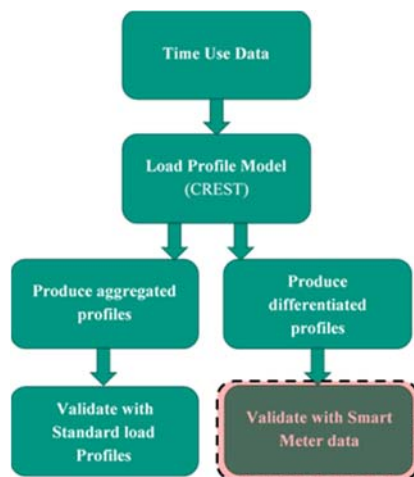 Time Use Data
Load Profile Model
(CREST)
Produce aggregated
profiles
Produce
differentiated
profiles
Validate with
Standard load
Profiles
Validate with Smart
Meter data